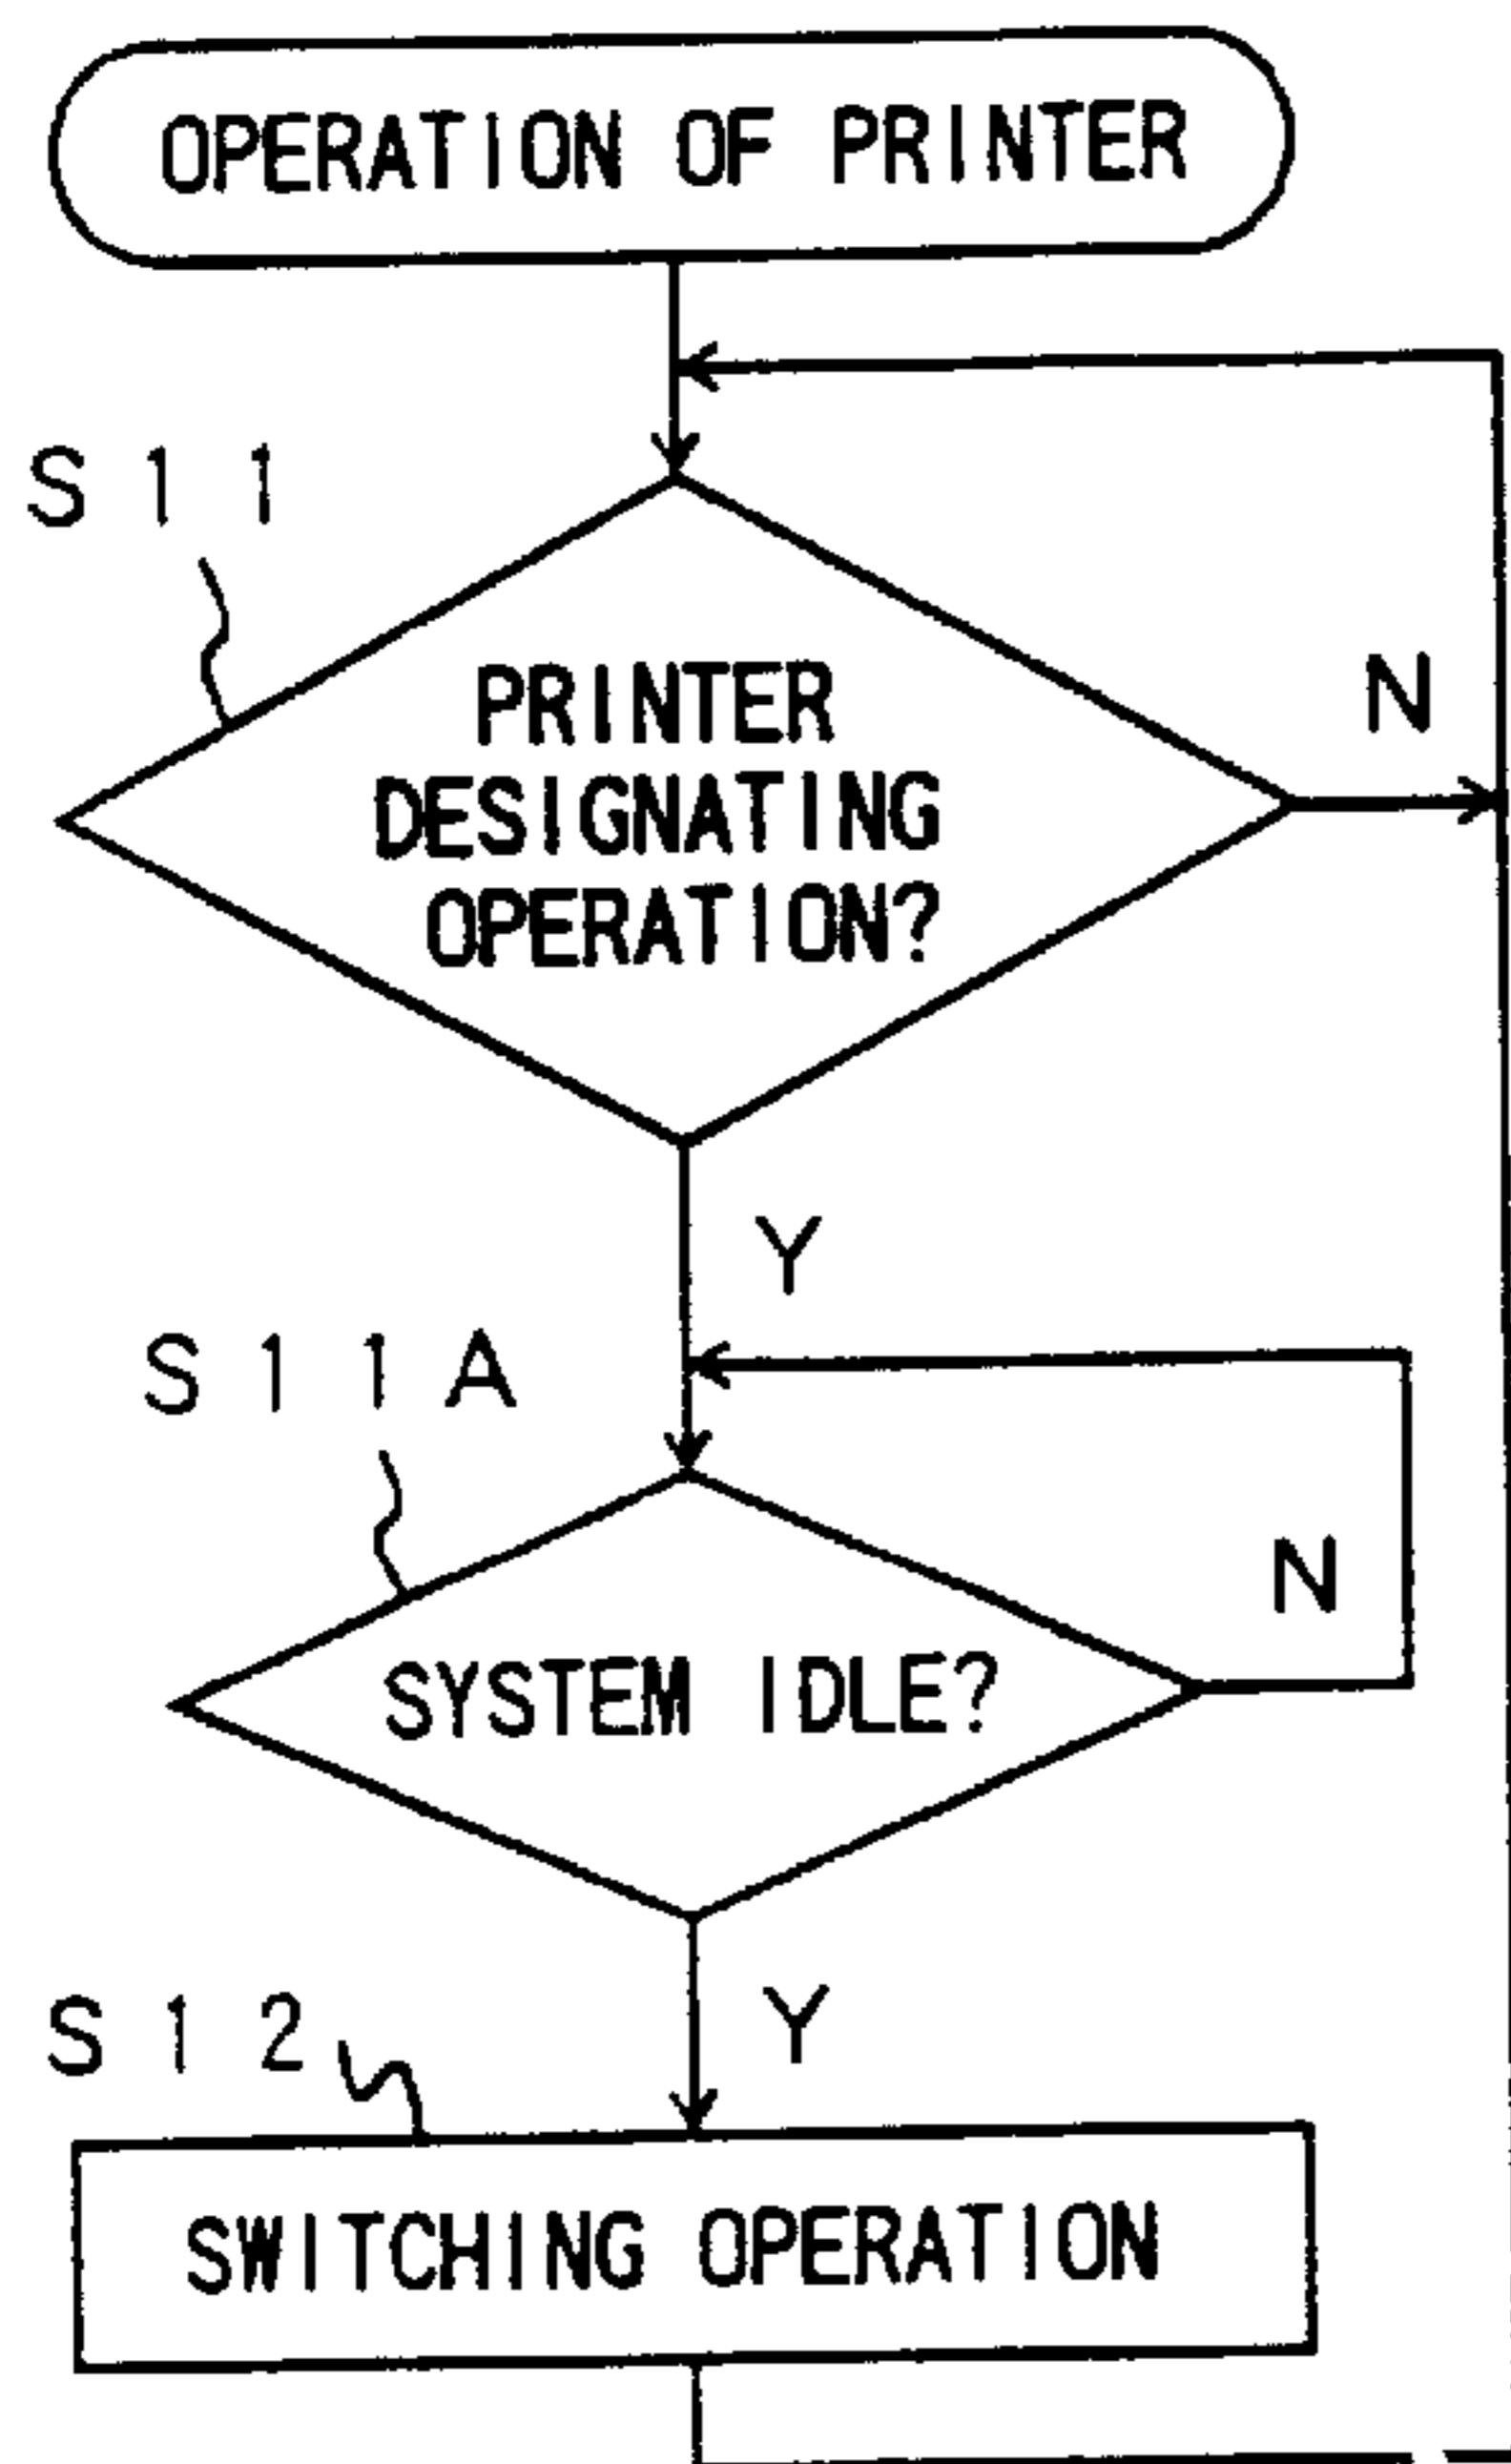 OPERATION OF PRINTER
S11
N
PRINTER
DESIGNATING
OPERATION?
Y
S11A
N
SYSTEM IDLE?
S12
Y
SWITCHING OPERATION